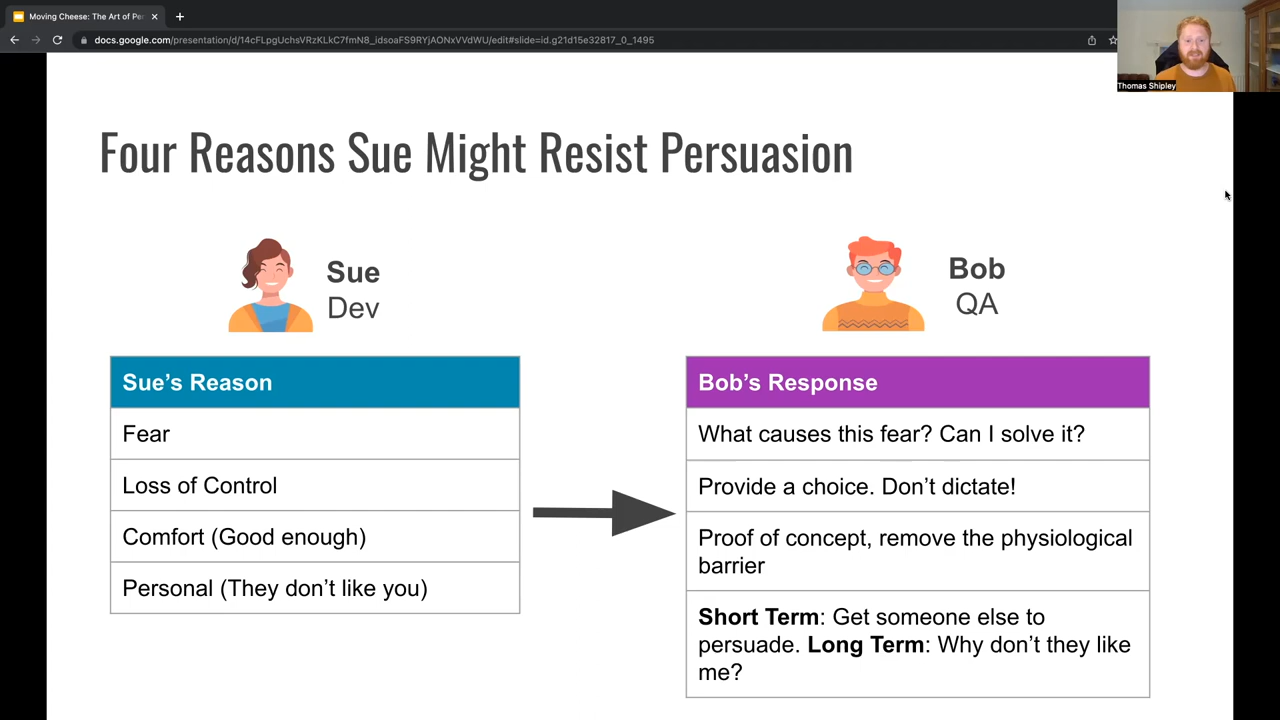 Moving Cheese: The Art of Pe
docs.google.com/presentation/d/14cFLpgUchsVRzKLkC7fmN8_idsoaFS9RYjAONxVVdWU/edit#slide=id.g21d15e32817_0_1495
Thomas Shipley
Four Reasons Sue Might Resist Persuasion
Sue
Dev
Bob
QA
Sue’s Reason
Fear
Loss of Control
Comfort (Good enough)
Personal (They don’t like you)
Bob’s Response
What causes this fear? Can I solve it?
Provide a choice. Don’t dictate!
Proof of concept, remove the physiological
barrier
Short Term: Get someone else to
persuade. Long Term: Why don’t they like
me?